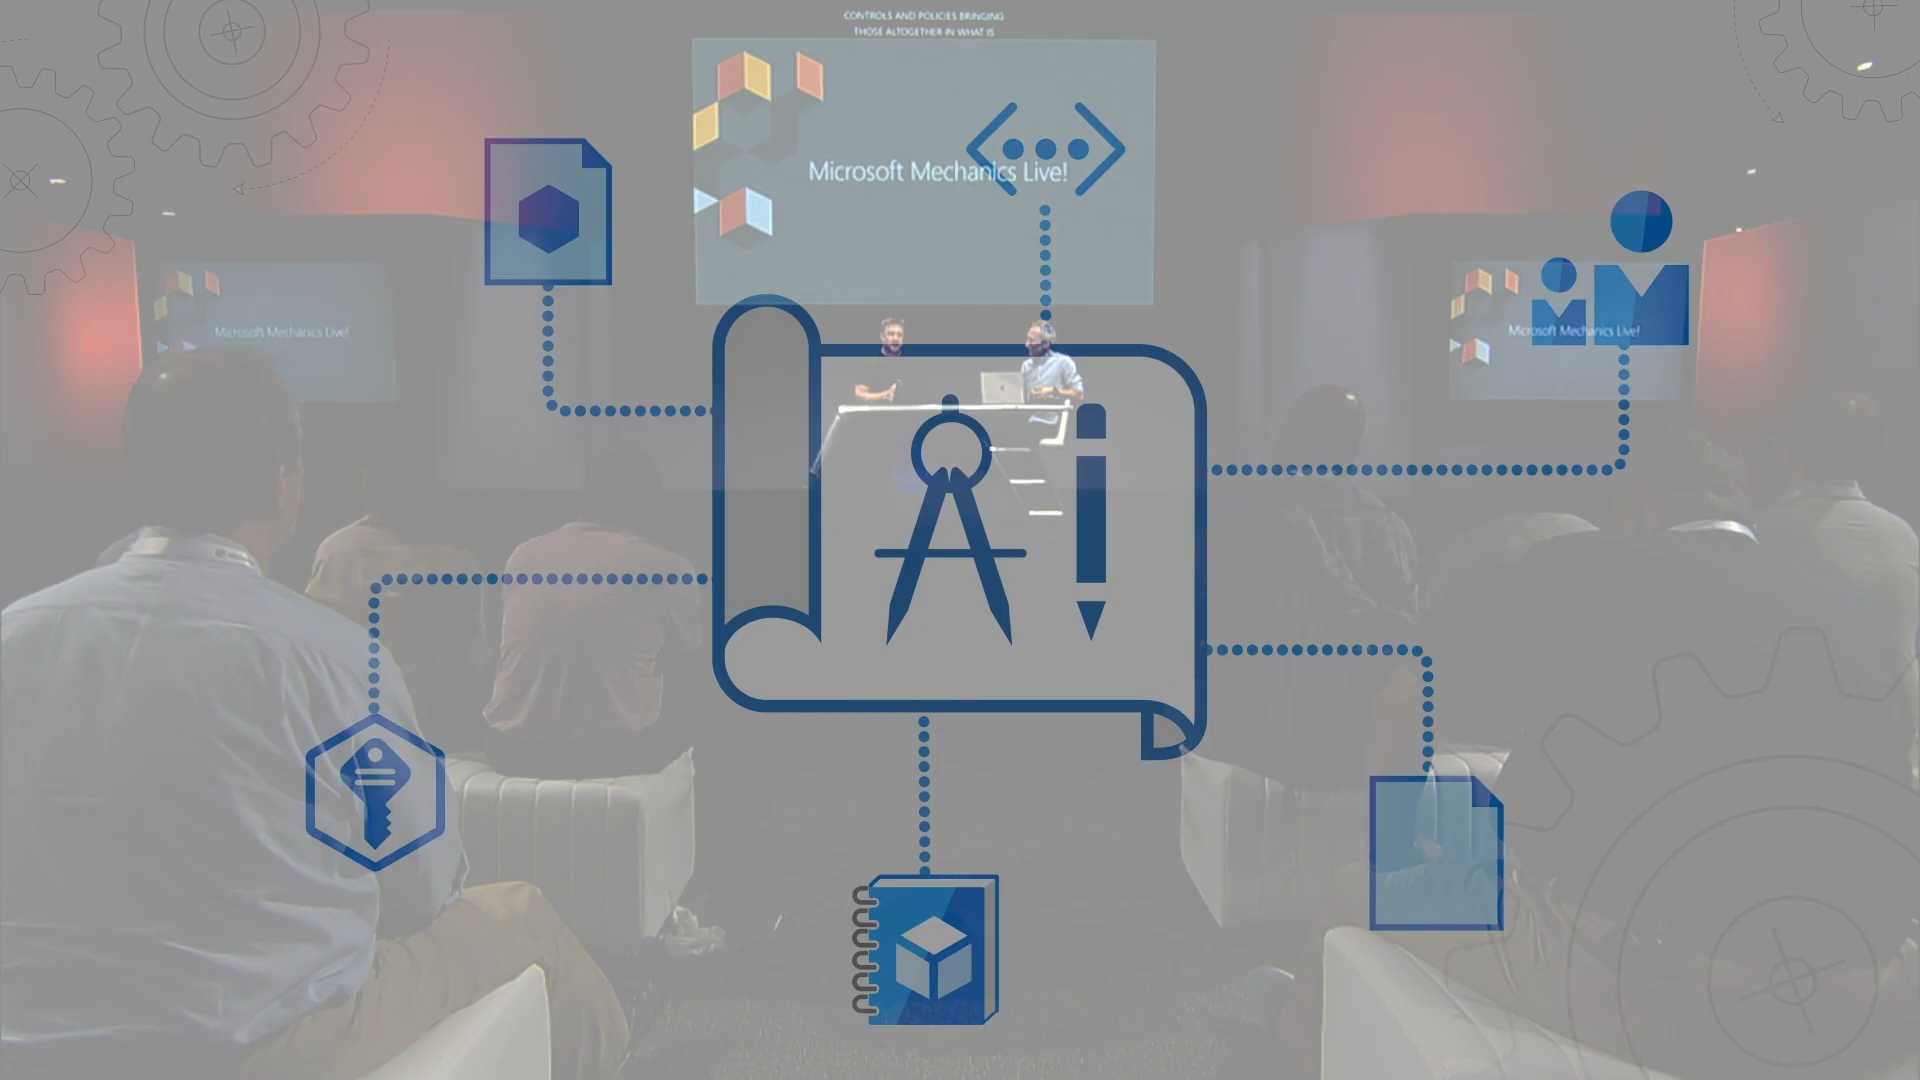 CONTROLS AND POLICIES BRINGING
THOSE ALTOGETHER IN WHAT IS
Microsoft Mechanics Live!
Microsoft Mechanics Live!
Microsoft Mechanics Live!